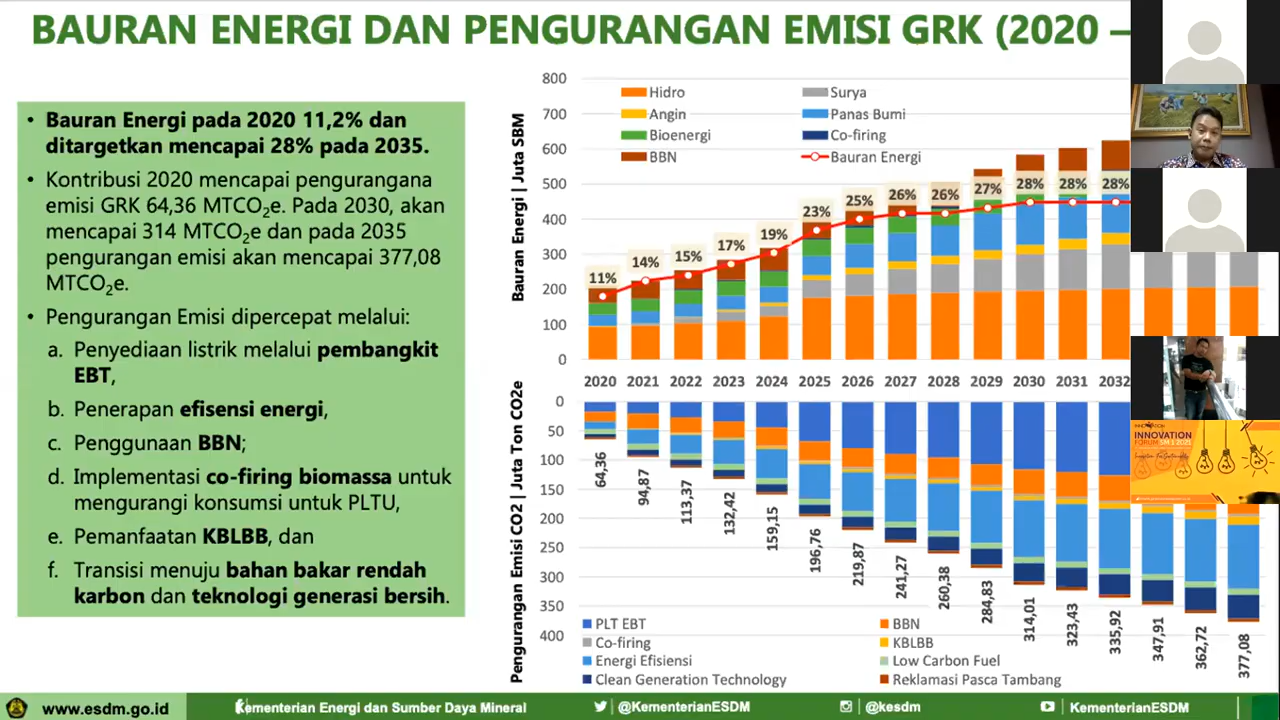 BAURAN ENERGI DAN PENGURANGAN EMISI GRK (2020 –
• Bauran Energi pada 2020 11,2% dan
ditargetkan mencapai 28% pada 2035.
• Kontribusi 2020 mencapai pengurangana
emisi GRK 64,36 MTCO₂e. Pada 2030, akan
mencapai 314 MTCO₂e dan pada 2035
pengurangan emisi akan mencapai 377,08
MTCO₂e.
• Pengurangan Emisi dipercepat melalui:
a. Penyediaan listrik melalui pembangkit
EBT,
b. Penerapan efisensi energi,
c. Penggunaan BBN;
d. Implementasi co-firing biomassa untuk
mengurangi konsumsi untuk PLTU,
e. Pemanfaatan KBLBB, dan
f. Transisi menuju bahan bakar rendah
karbon dan teknologi generasi bersih.
Bauran Energi | Juta SBM
800
700
600
500
400
300
200
100
0
Hidro Surya
Angin Panas Bumi
Bioenergi Co-firing
BBN Bauran Energi
11% 14% 15% 17% 19% 23% 25% 26% 26% 27% 28% 28% 28%
2020 2021 2022 2023 2024 2025 2026 2027 2028 2029 2030 2031 2032
Pengurangan Emisi CO2 | Juta Ton CO2e
0
50
100
150
200
250
300
350
400
64,36 94,87 113,37 132,42 159,15 196,76 219,87 241,27 260,38 284,83 314,01 323,43 335,92 347,91 362,72 377,08
PLT EBT BBN
Co-firing KBLBB
Energi Efisiensi Low Carbon Fuel
Clean Generation Technology Reklamasi Pasca Tambang
INNOVATION
FORUM SM 1 2021
www.esdm.go.id Kementerian Energi dan Sumber Daya Mineral @KementerianESDM @kesdm KementerianESDM